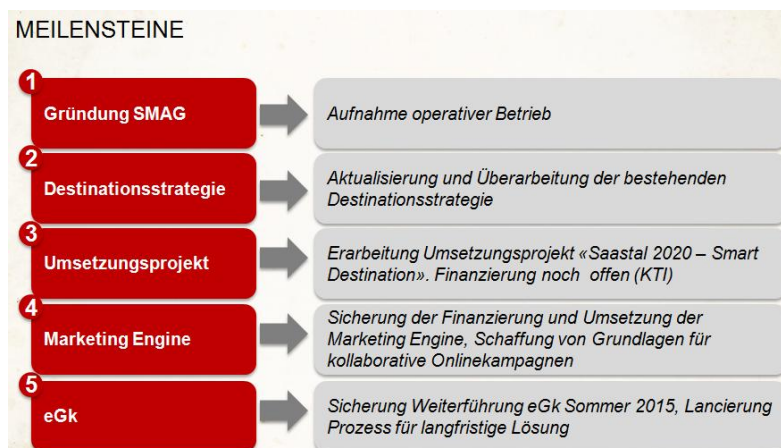 MEILENSTEINE
1
Gründung SMAG
Aufnahme operativer Betrieb
2
Destinationsstrategie
Aktualisierung und Überarbeitung der bestehenden
Destinationsstrategie
3
Umsetzungsprojekt
Erarbeitung Umsetzungsprojekt «Saastal 2020 – Smart
Destination». Finanzierung noch offen (KTI)
4
Marketing Engine
Sicherung der Finanzierung und Umsetzung der
Marketing Engine, Schaffung von Grundlagen für
kollaborative Onlinekampagnen
5
eGk
Sicherung Weiterführung eGk Sommer 2015, Lancierung
Prozess für langfristige Lösung